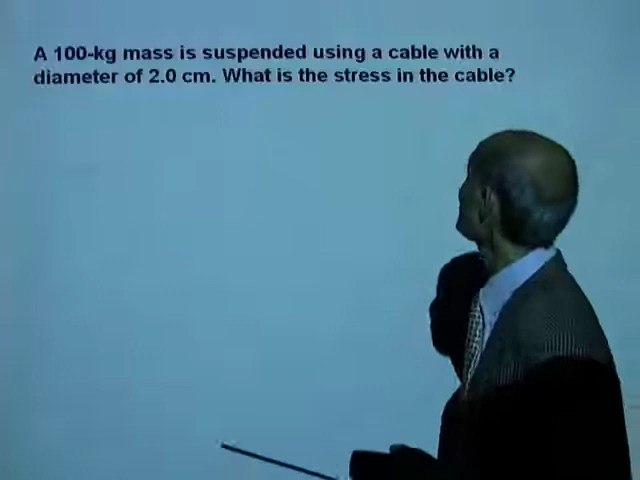 A 100-kg mass is suspended using a cable with a
diameter of 2.0 cm. What is the stress in the cable?